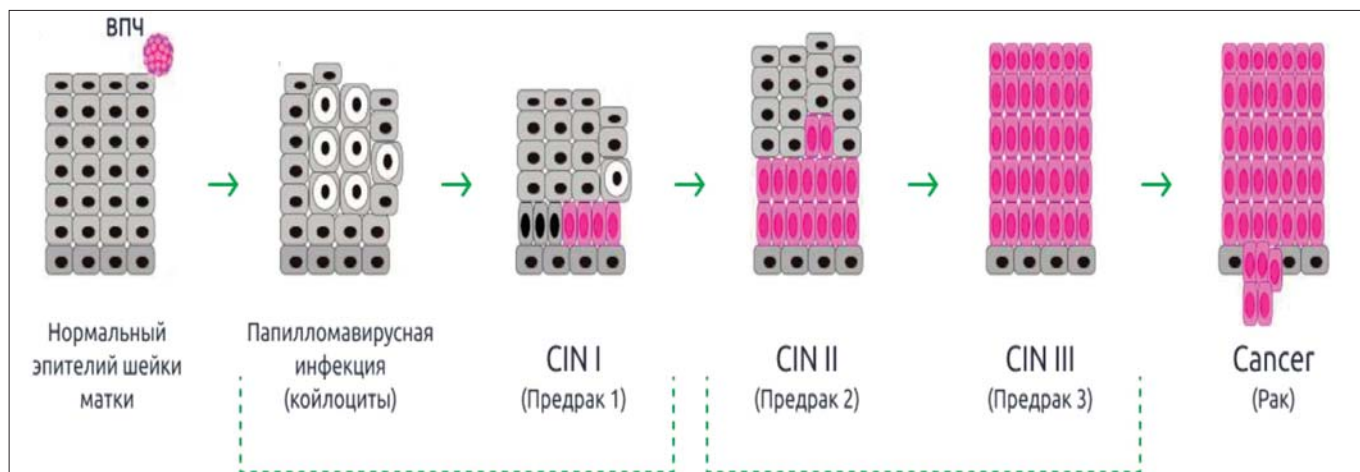 ВПЧ
Нормальный
эпителий шейки
матки
Папилломавирусная
инфекция
(койлоциты)
CIN I
(Предрак 1)
CIN II
(Предрак 2)
CIN III
(Предрак 3)
Cancer
(Рак)